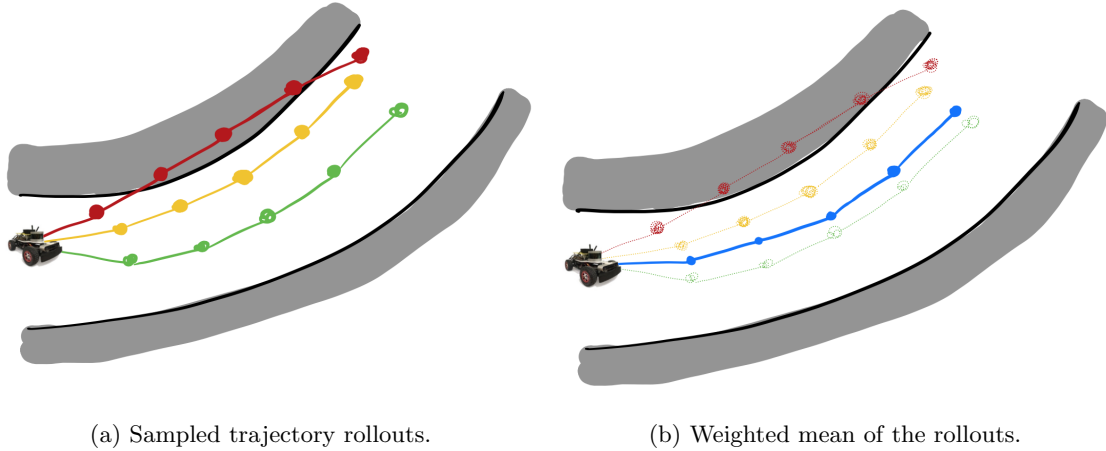 (a) Sampled trajectory rollouts.
(b) Weighted mean of the rollouts.